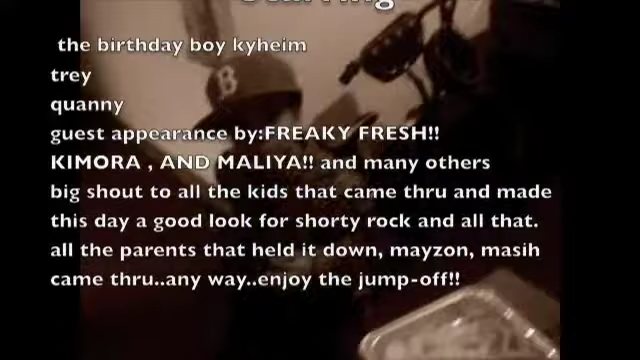 Starring
the birthday boy kyheim
trey
quanny
guest appearance by:FREAKY FRESH!!
KIMORA , AND MALIYA!! and many others
big shout to all the kids that came thru and made
this day a good look for shorty rock and all that.
all the parents that held it down, mayzon, masih
came thru..any way..enjoy the jump-off!!
B